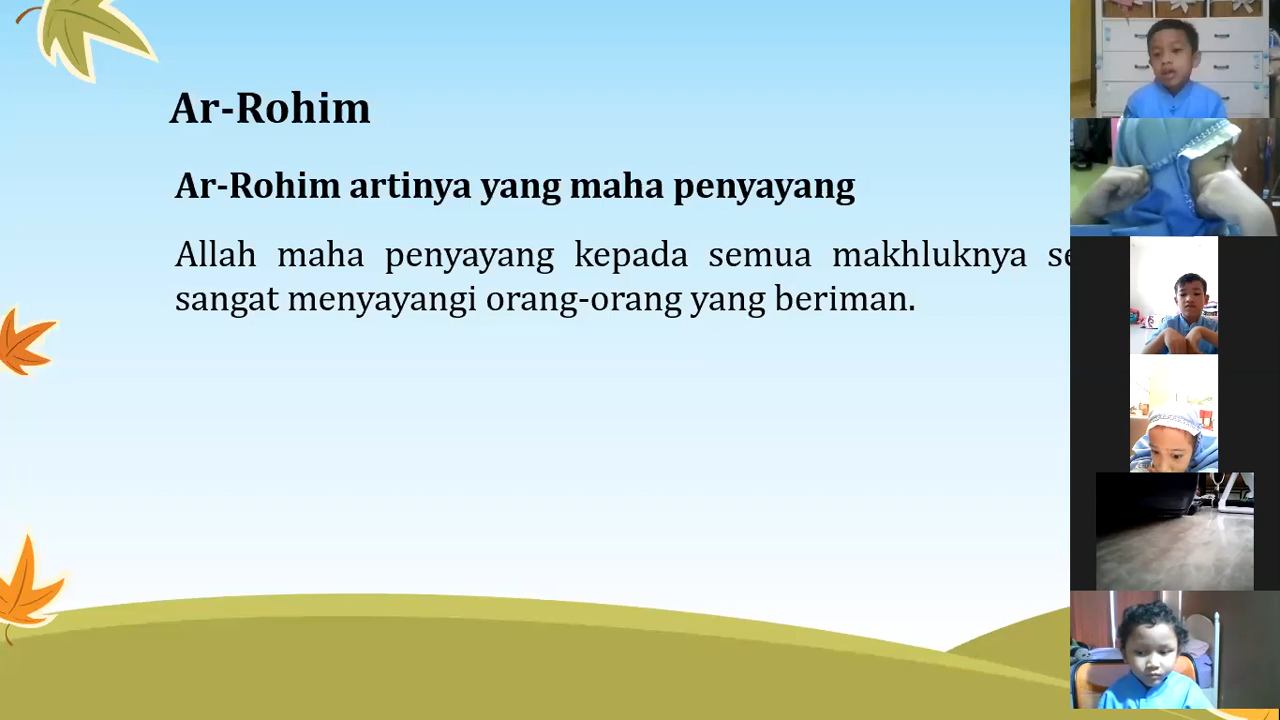 Ar-Rohim
Ar-Rohim artinya yang maha penyayang
Allah maha penyayang kepada semua makhluknya
sangat menyayangi orang-orang yang beriman.